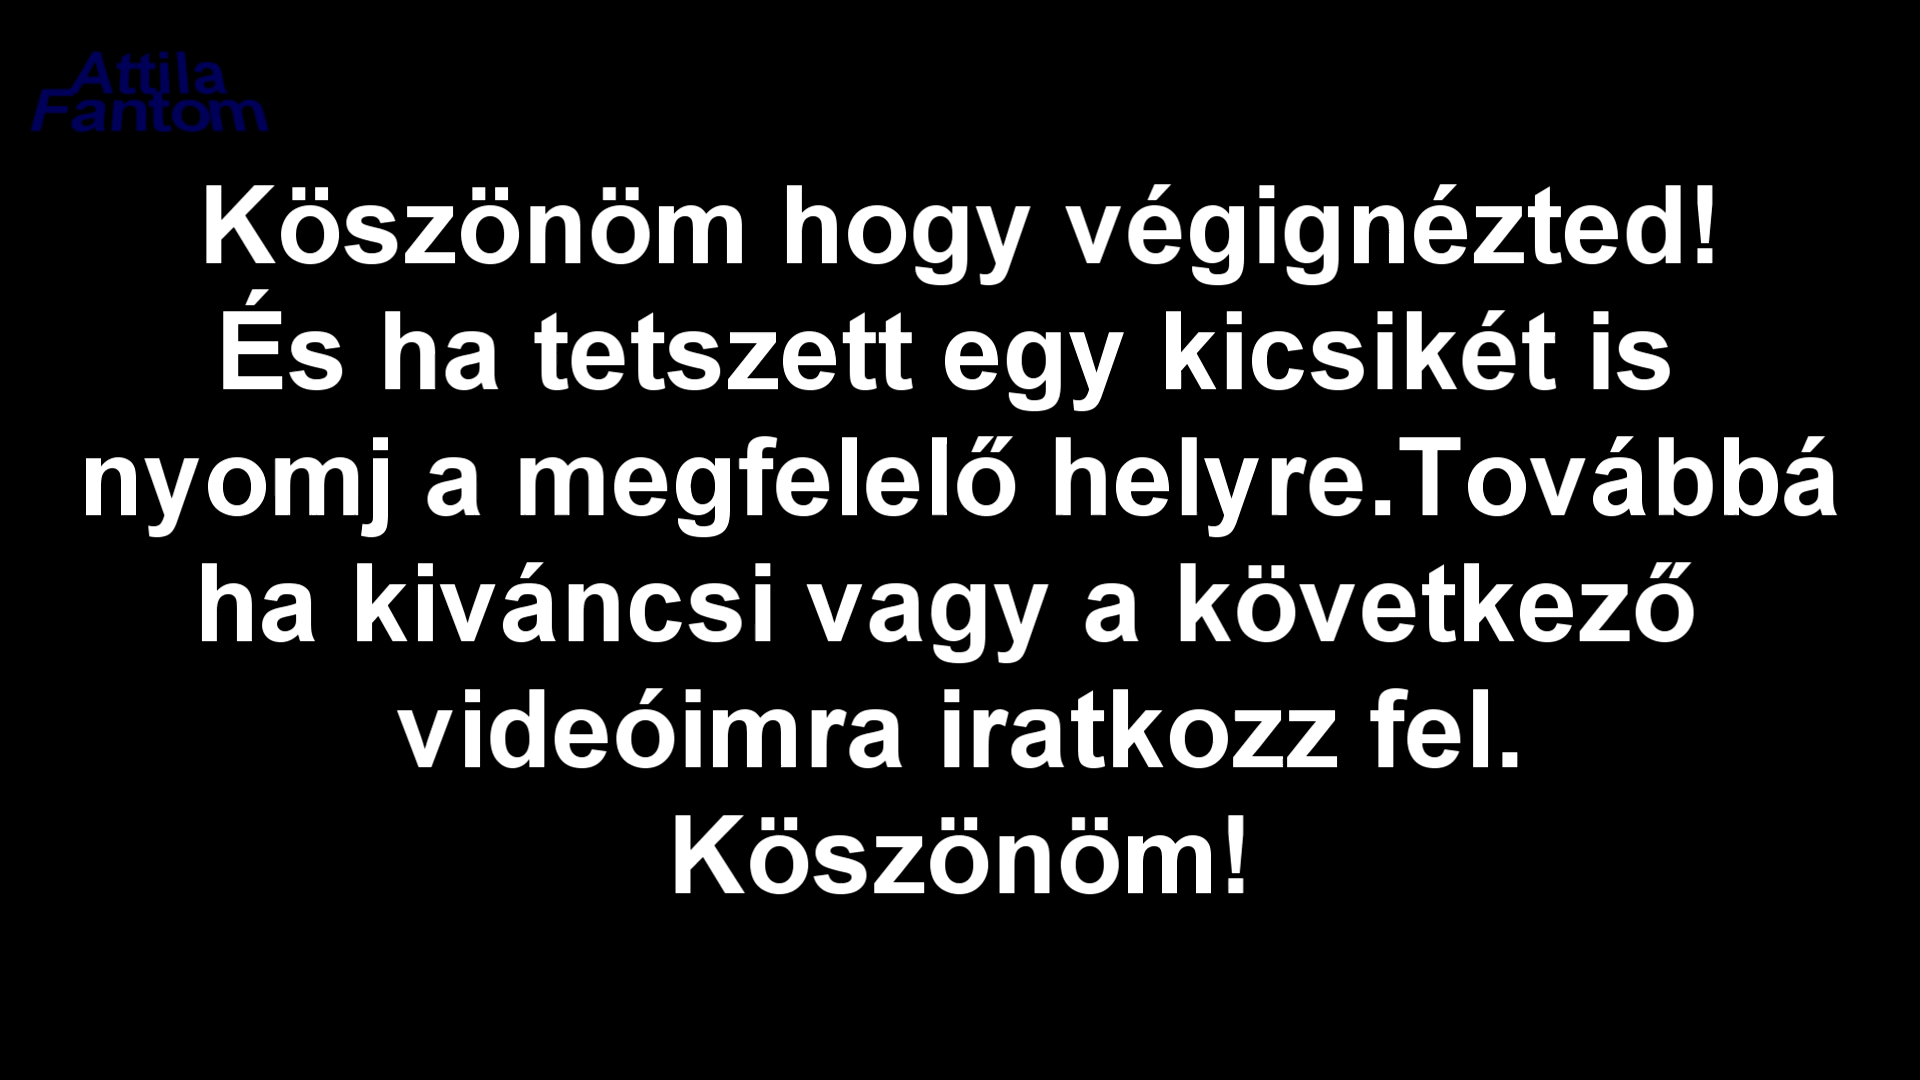 Attila
Fantom
Köszönöm hogy végignézted!
És ha tetszett egy kicsikét is
nyomj a megfelelő helyre.Továbbá
ha kiváncsi vagy a következő
videóimra iratkozz fel.
Köszönöm!